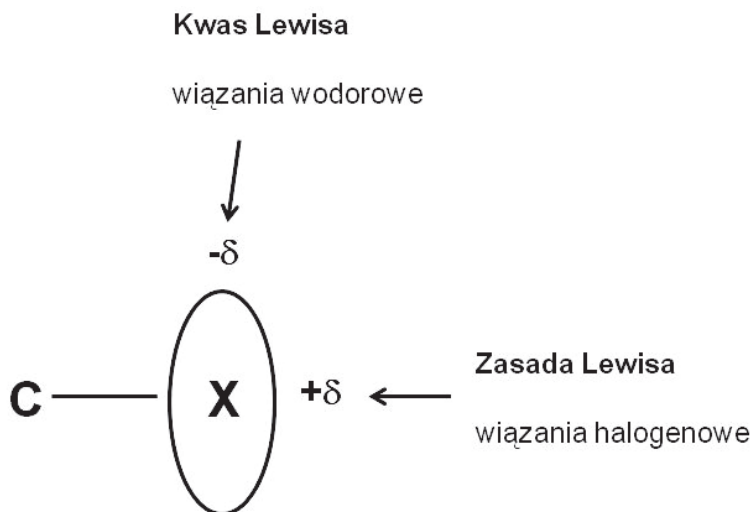 Kwas Lewisa
wiązania wodorowe
-δ
C
X
+δ
Zasada Lewisa
wiązania halogenowe